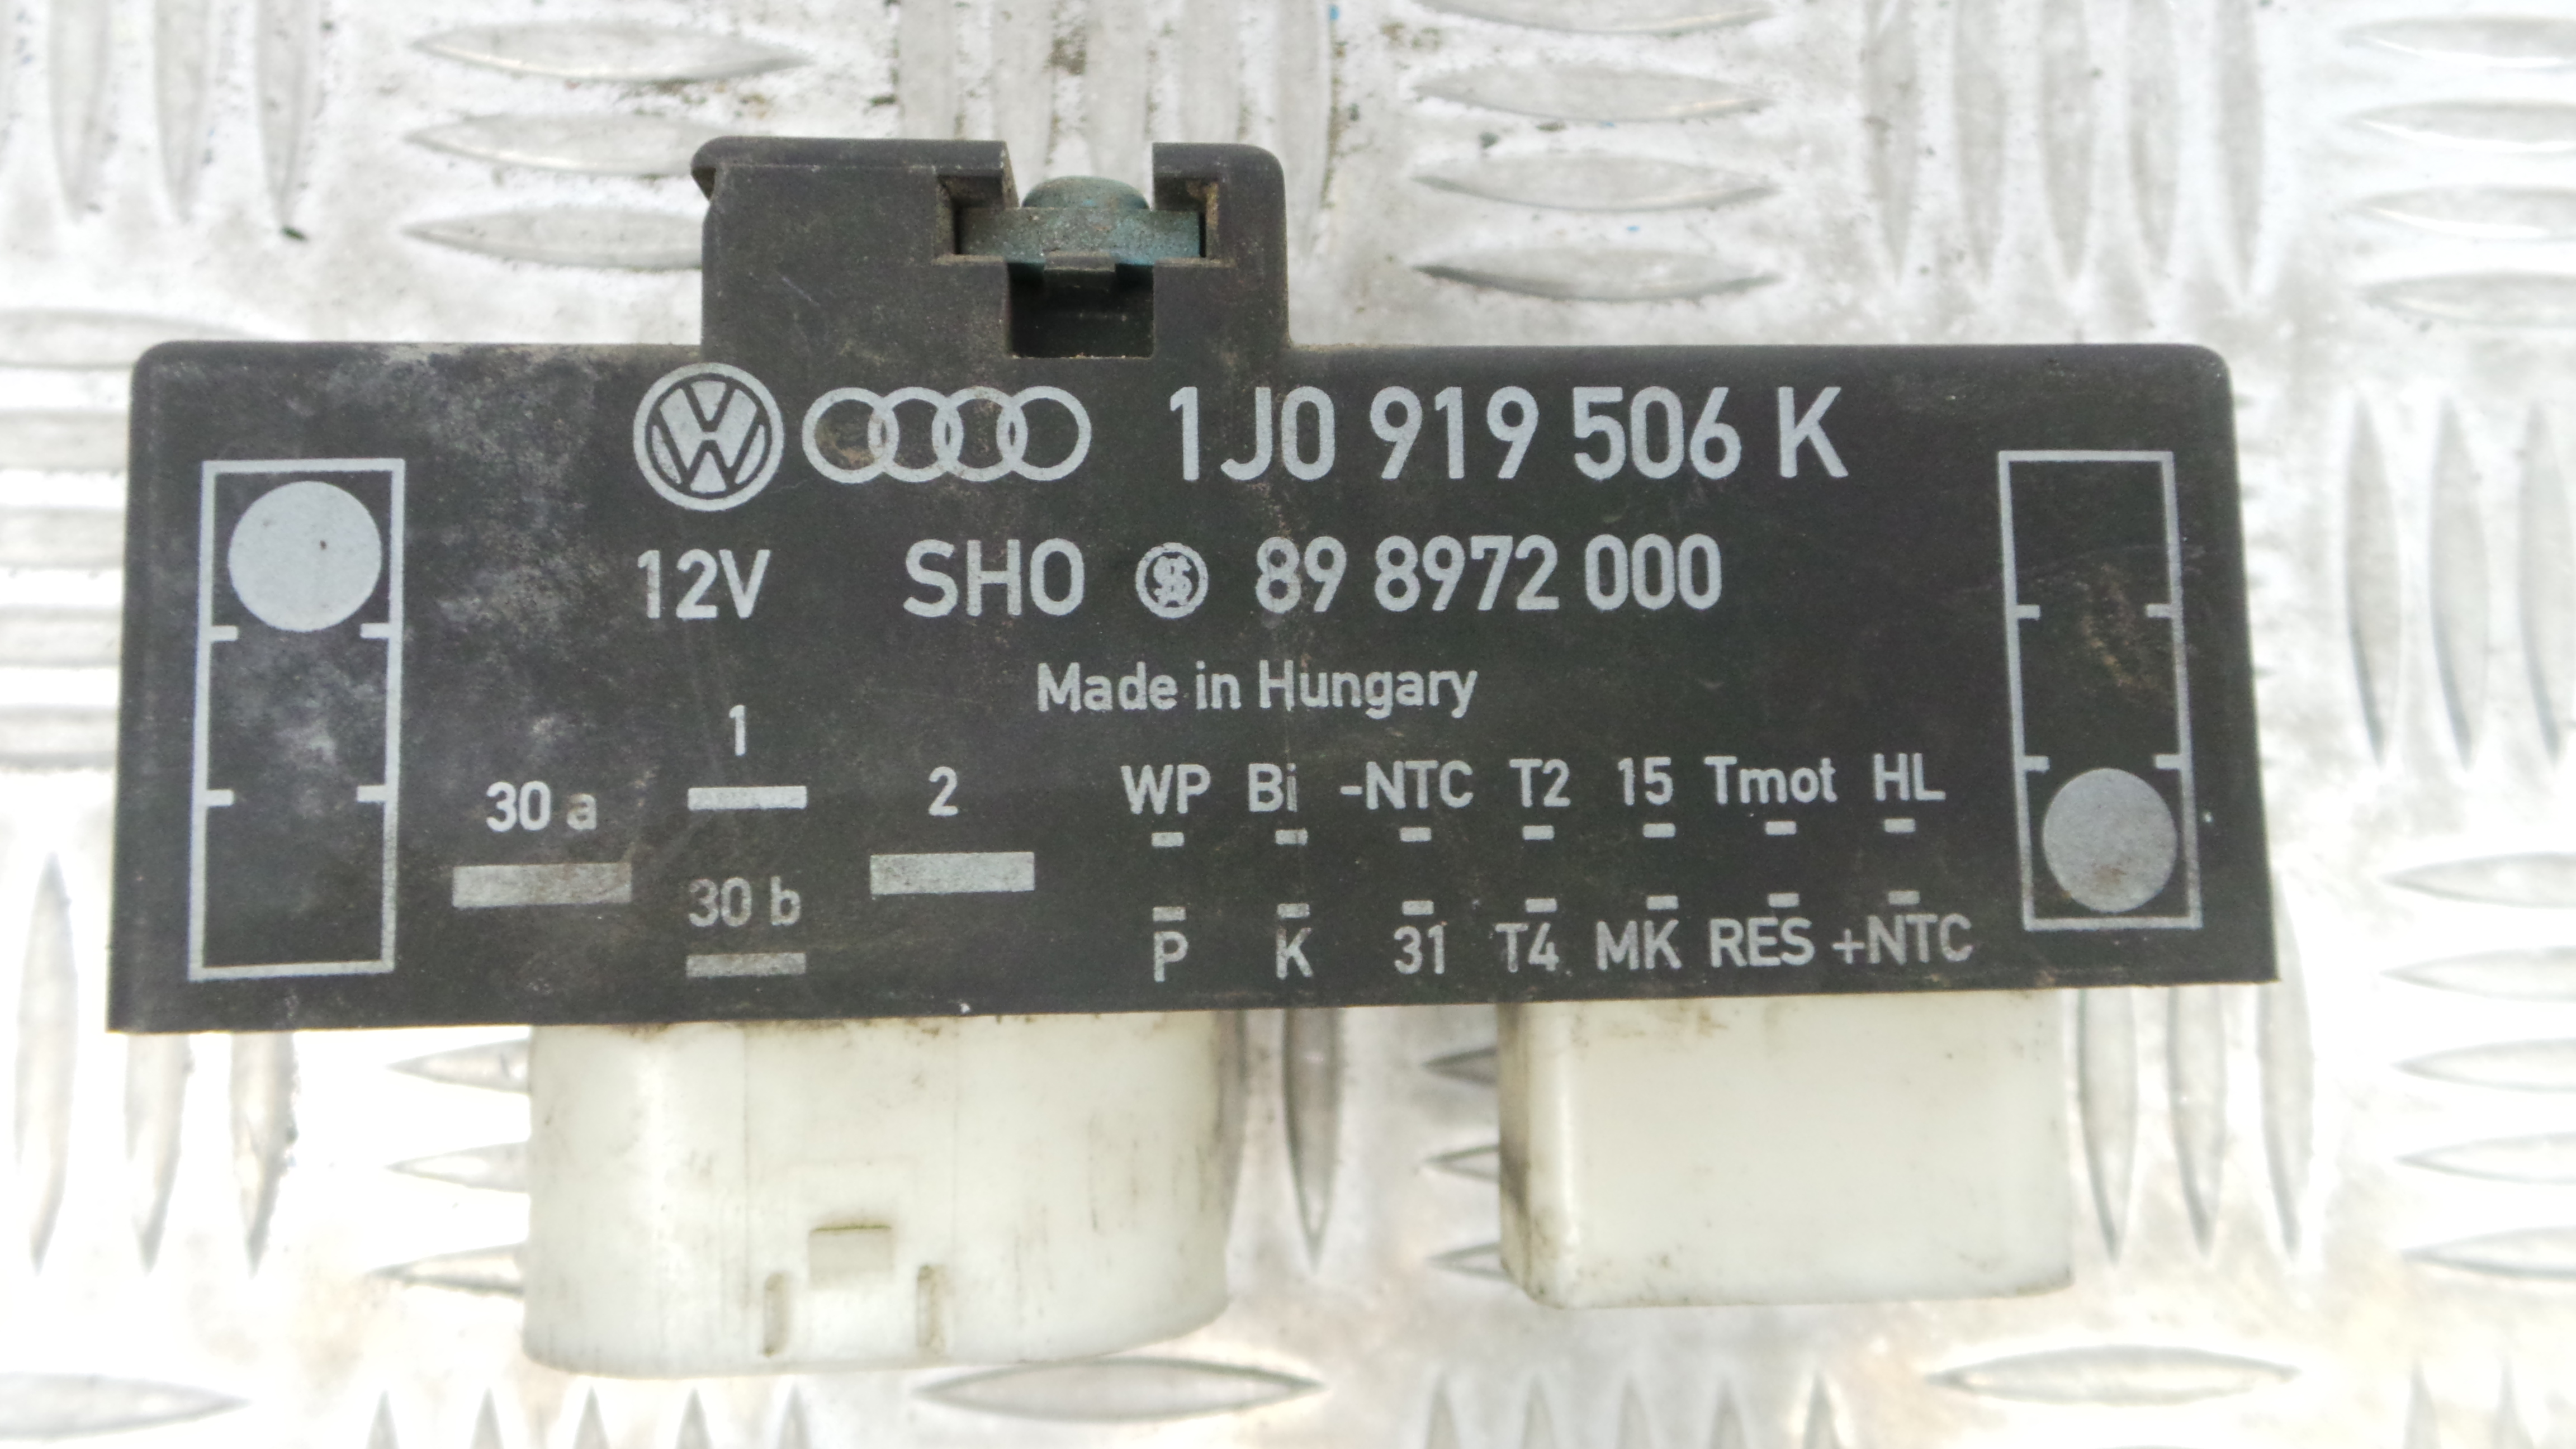 1J0 919 506 K
12V SHO 89 8972 000
Made in Hungary
1
30 a
2
30 b
WP Bi -NTC T2 15 Tmot HL
P K 31 T4 MK RES +NTC